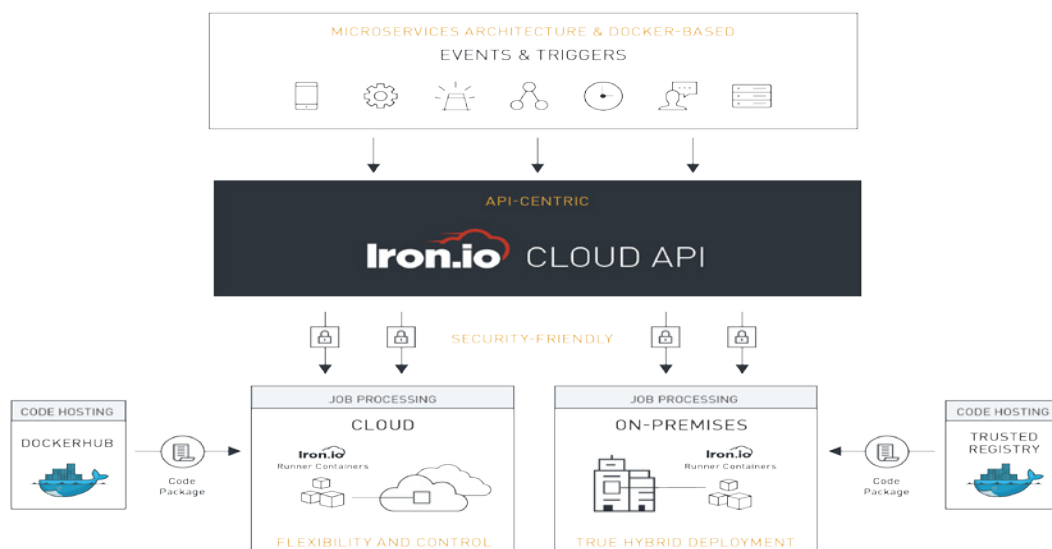 MICROSERVICES ARCHITECTURE & DOCKER-BASED
EVENTS & TRIGGERS
API-CENTRIC
Iron.io CLOUD API
SECURITY-FRIENDLY
CODE HOSTING
DOCKERHUB
Code
Package
JOB PROCESSING
CLOUD
Iron.io
Runner Containers
FLEXIBILITY AND CONTROL
JOB PROCESSING
ON-PREMISES
Iron.io
Runner Containers
TRUE HYBRID DEPLOYMENT
Code
Package
CODE HOSTING
TRUSTED
REGISTRY